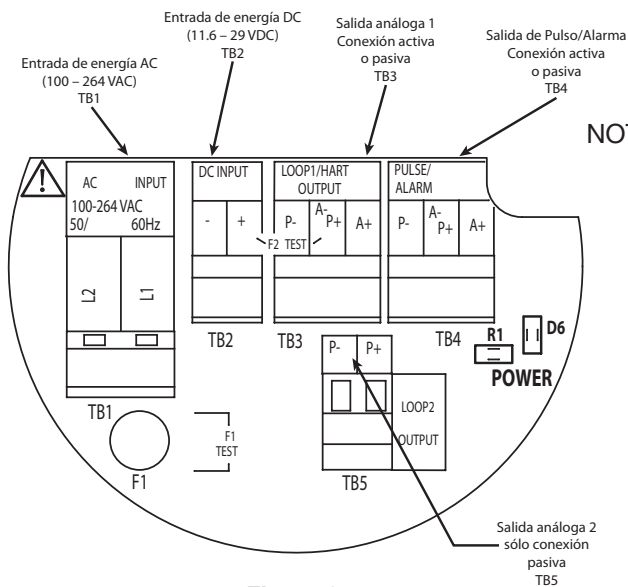 Entrada de energía DC
(11.6 – 29 VDC)
TB2
Salida análoga 1
Conexión activa
o pasiva
TB3
Salida de Pulso/Alarma
Conexión activa
o pasiva
TB4
Entrada de energía AC
(100 – 264 VAC)
TB1
NOT
AC INPUT
100-264 VAC
50/ 60Hz
L2 L1
TB1
DC INPUT
- +
TB2
LOOP1/HART
OUTPUT
P- A- P+ A+
F2 TEST
TB3
PULSE/
ALARM
P- A- P+ A+
TB4
R1 D6
POWER
P- P+
LOOP2
OUTPUT
TB5
F1
TEST
F1
Salida análoga 2
sólo conexión
pasiva
TB5